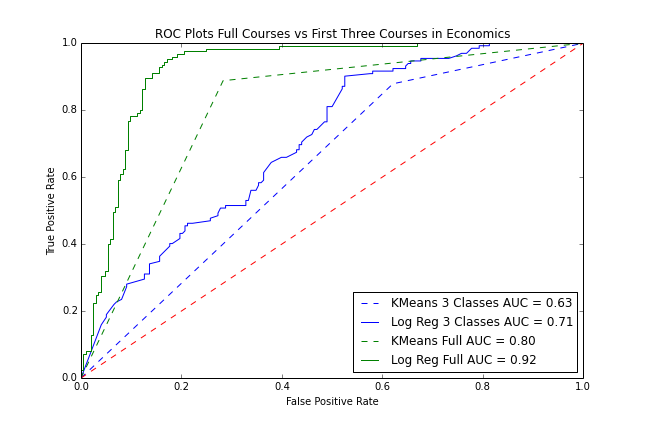 ROC Plots Full Courses vs First Three Courses in Economics
1.0
0.8
0.6
0.4
0.2
0.0
True Positive Rate
0.0 0.2 0.4 0.6 0.8 1.0
False Positive Rate
KMeans 3 Classes AUC = 0.63
Log Reg 3 Classes AUC = 0.71
KMeans Full AUC = 0.80
Log Reg Full AUC = 0.92